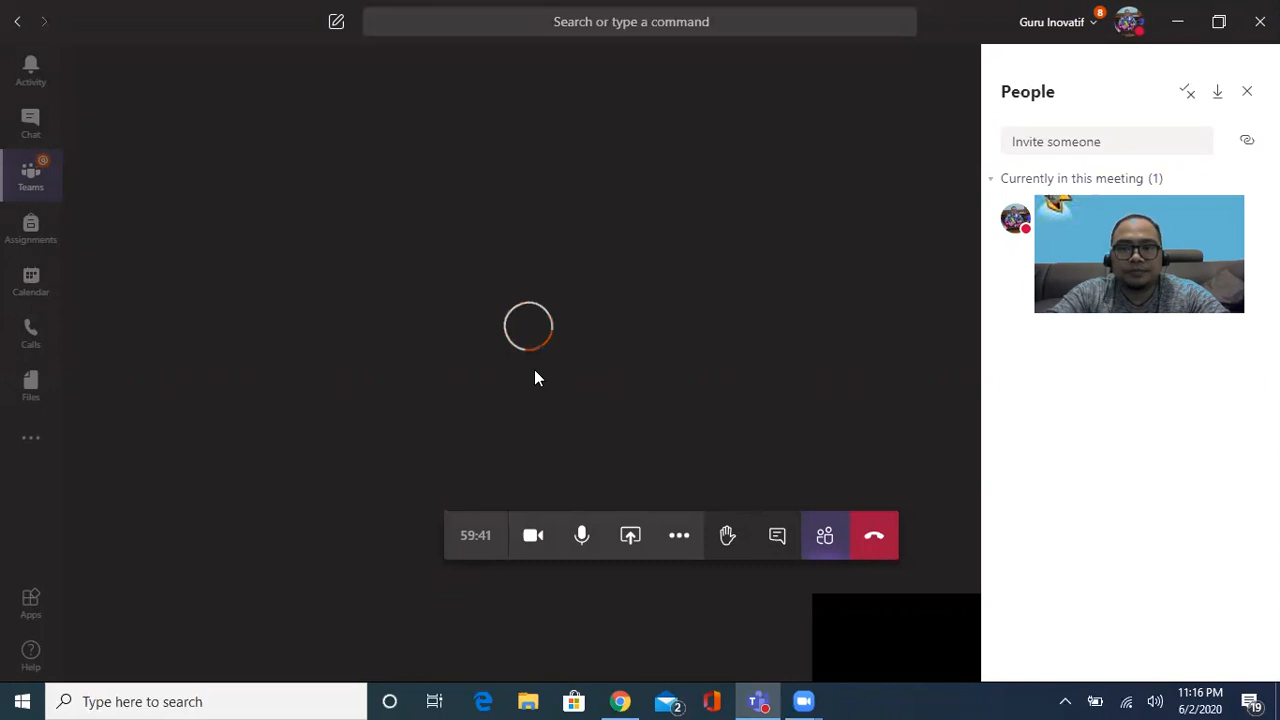 Search or type a command
Guru Inovatif
8
Activity
Chat
Teams
Assignments
Calendar
Calls
Files
Apps
Help
People
Invite someone
Currently in this meeting (1)
59:41
Type here to search
2
11:16 PM
6/2/2020
19